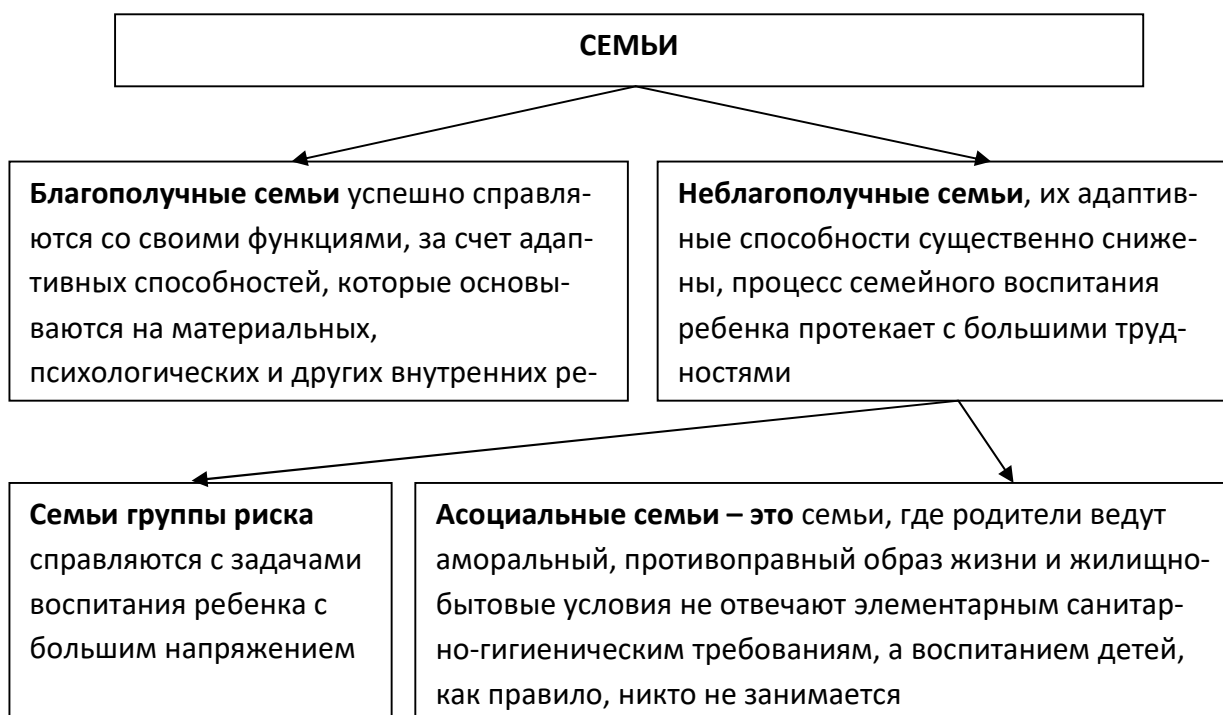 СЕМЬИ
Благополучные семьи успешно справля-
ются со своими функциями, за счет адап-
тивных способностей, которые основы-
ваются на материальных,
психологических и других внутренних ре-
Неблагополучные семьи, их адаптив-
ные способности существенно сниже-
ны, процесс семейного воспитания
ребенка протекает с большими труд-
ностями
Семьи группы риска
справляются с задачами
воспитания ребенка с
большим напряжением
Асоциальные семьи – это семьи, где родители ведут
аморальный, противоправный образ жизни и жилищно-
бытовые условия не отвечают элементарным санитар-
но-гигиеническим требованиям, а воспитанием детей,
как правило, никто не занимается